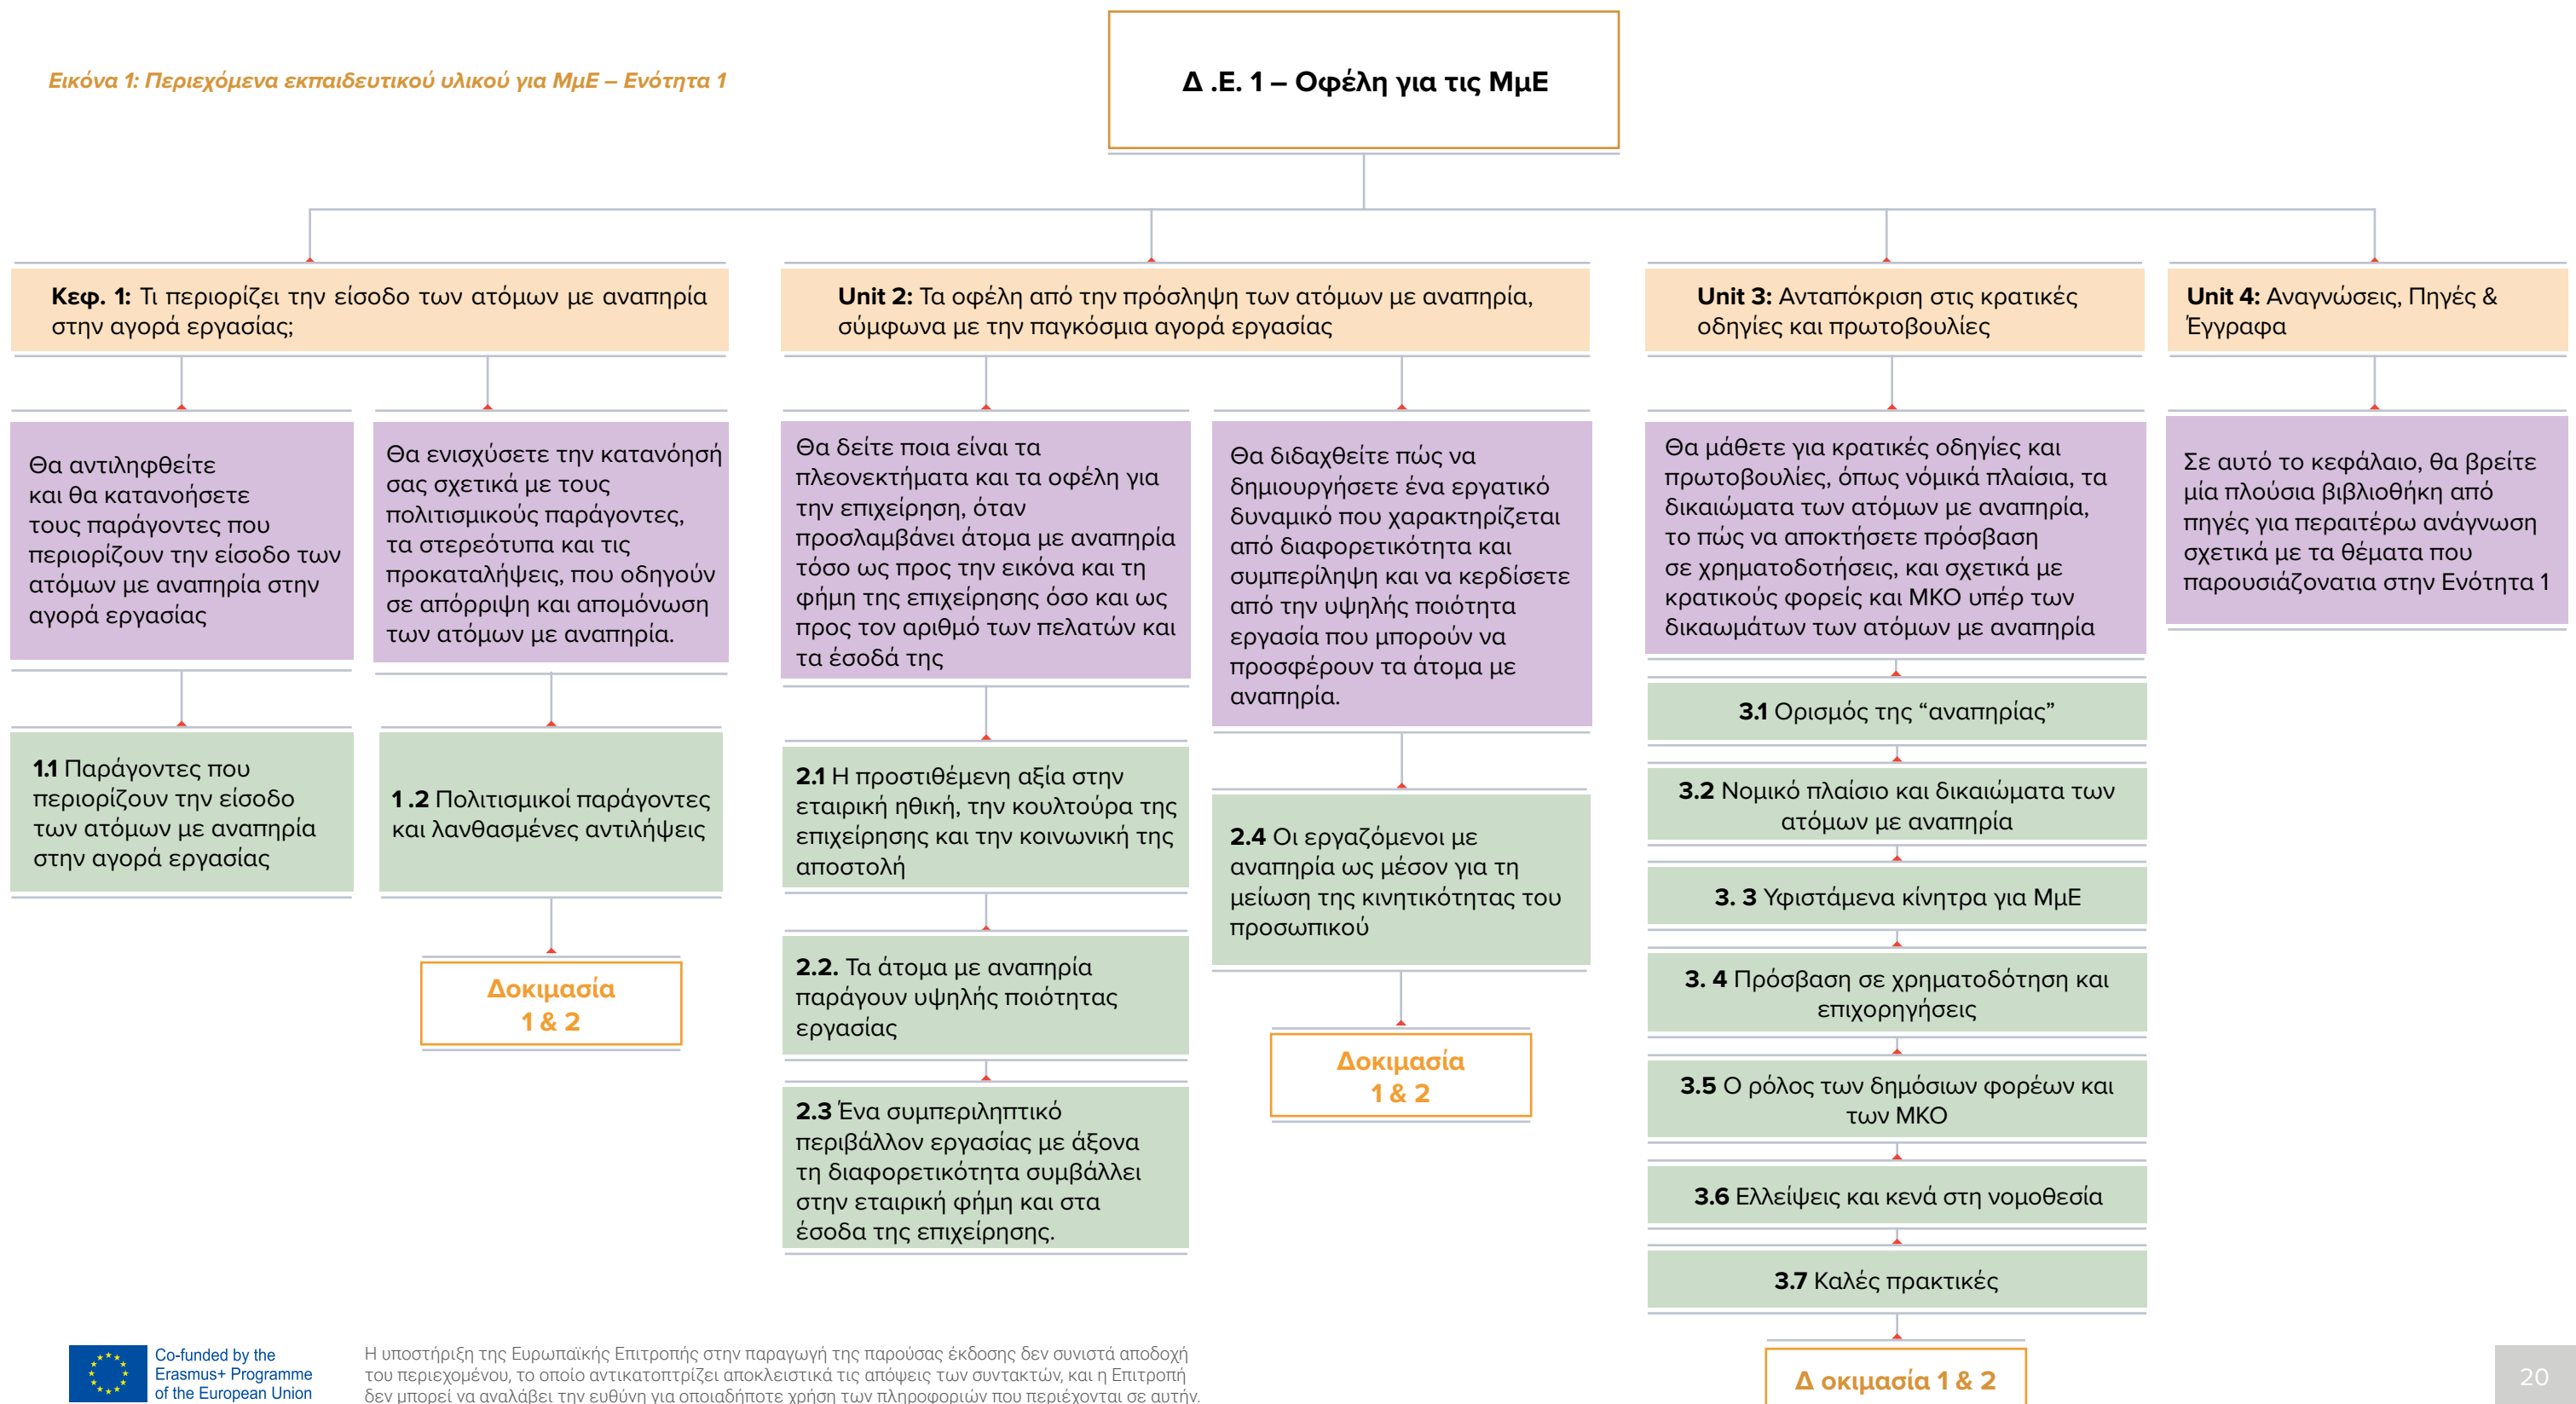 Εικόνα 1: Περιεχόμενα εκπαιδευτικού υλικού για ΜμΕ – Ενότητα 1
Δ .Ε. 1 – Οφέλη για τις ΜμΕ
Κεφ. 1: Τι περιορίζει την είσοδο των ατόμων με αναπηρία
στην αγορά εργασίας;
Θα αντιληφθείτε
και θα κατανοήσετε
τους παράγοντες που
περιορίζουν την είσοδο των
ατόμων με αναπηρία στην
αγορά εργασίας
1.1 Παράγοντες που
περιορίζουν την είσοδο
των ατόμων με αναπηρία
στην αγορά εργασίας
Θα ενισχύσετε την κατανόησή
σας σχετικά με τους
πολιτισμικούς παράγοντες,
τα στερεότυπα και τις
προκαταλήψεις, που οδηγούν
σε απόρριψη και απομόνωση
των ατόμων με αναπηρία.
1 .2 Πολιτισμικοί παράγοντες
και λανθασμένες αντιλήψεις
Δοκιμασία
1 & 2
Unit 2: Τα οφέλη από την πρόσληψη των ατόμων με αναπηρία,
σύμφωνα με την παγκόσμια αγορά εργασίας
Θα δείτε ποια είναι τα
πλεονεκτήματα και τα οφέλη για
την επιχείρηση, όταν
προσλαμβάνει άτομα με αναπηρία
τόσο ως προς την εικόνα και τη
φήμη της επιχείρησης όσο και ως
προς τον αριθμό των πελατών και
τα έσοδά της
2.1 Η προστιθέμενη αξία στην
εταιρική ηθική, την κουλτούρα της
επιχείρησης και την κοινωνική της
αποστολή
2.2. Τα άτομα με αναπηρία
παράγουν υψηλής ποιότητας
εργασίας
2.3 Ένα συμπεριληπτικό
περιβάλλον εργασίας με άξονα
τη διαφορετικότητα συμβάλλει
στην εταιρική φήμη και στα
έσοδα της επιχείρησης.
Θα διδαχθείτε πώς να
δημιουργήσετε ένα εργατικό
δυναμικό που χαρακτηρίζεται
από διαφορετικότητα και
συμπερίληψη και να κερδίσετε
από την υψηλής ποιότητα
εργασία που μπορούν να
προσφέρουν τα άτομα με
αναπηρία.
2.4 Οι εργαζόμενοι με
αναπηρία ως μέσον για τη
μείωση της κινητικότητας του
προσωπικού
Δοκιμασία
1 & 2
Unit 3: Ανταπόκριση στις κρατικές
οδηγίες και πρωτοβουλίες
Θα μάθετε για κρατικές οδηγίες και
πρωτοβουλίες, όπως νόμικά πλαίσια, τα
δικαιώματα των ατόμων με αναπηρία,
το πώς να αποκτήσετε πρόσβαση
σε χρηματοδοτήσεις, και σχετικά με
κρατικούς φορείς και ΜΚΟ υπέρ των
δικαωμάτων των ατόμων με αναπηρία
3.1 Ορισμός της “αναπηρίας”
3.2 Νομικό πλαίσιο και δικαιώματα των
ατόμων με αναπηρία
3. 3 Υφιστάμενα κίνητρα για ΜμΕ
3. 4 Πρόσβαση σε χρηματοδότηση και
επιχορηγήσεις
3.5 Ο ρόλος των δημόσιων φορέων και
των ΜΚΟ
3.6 Ελλείψεις και κενά στη νομοθεσία
3.7 Καλές πρακτικές
Δ οκιμασία 1 & 2
Unit 4: Αναγνώσεις, Πηγές &
Έγγραφα
Σε αυτό το κεφάλαιο, θα βρείτε
μία πλούσια βιβλιοθήκη από
πηγές για περαιτέρω ανάγνωση
σχετικά με τα θέματα που
παρουσιάζονατια στην Ενότητα 1
Co-funded by the
Erasmus+ Programme
of the European Union
Η υποστήριξη της Ευρωπαϊκής Επιτροπής στην παραγωγή της παρούσας έκδοσης δεν συνιστά αποδοχή
του περιεχομένου, το οποίο αντικατοπτρίζει αποκλειστικά τις απόψεις των συντακτών, και η Επιτροπή
δεν μπορεί να αναλάβει την ευθύνη για οποιαδήποτε χρήση των πληροφοριών που περιέχονται σε αυτήν.
20